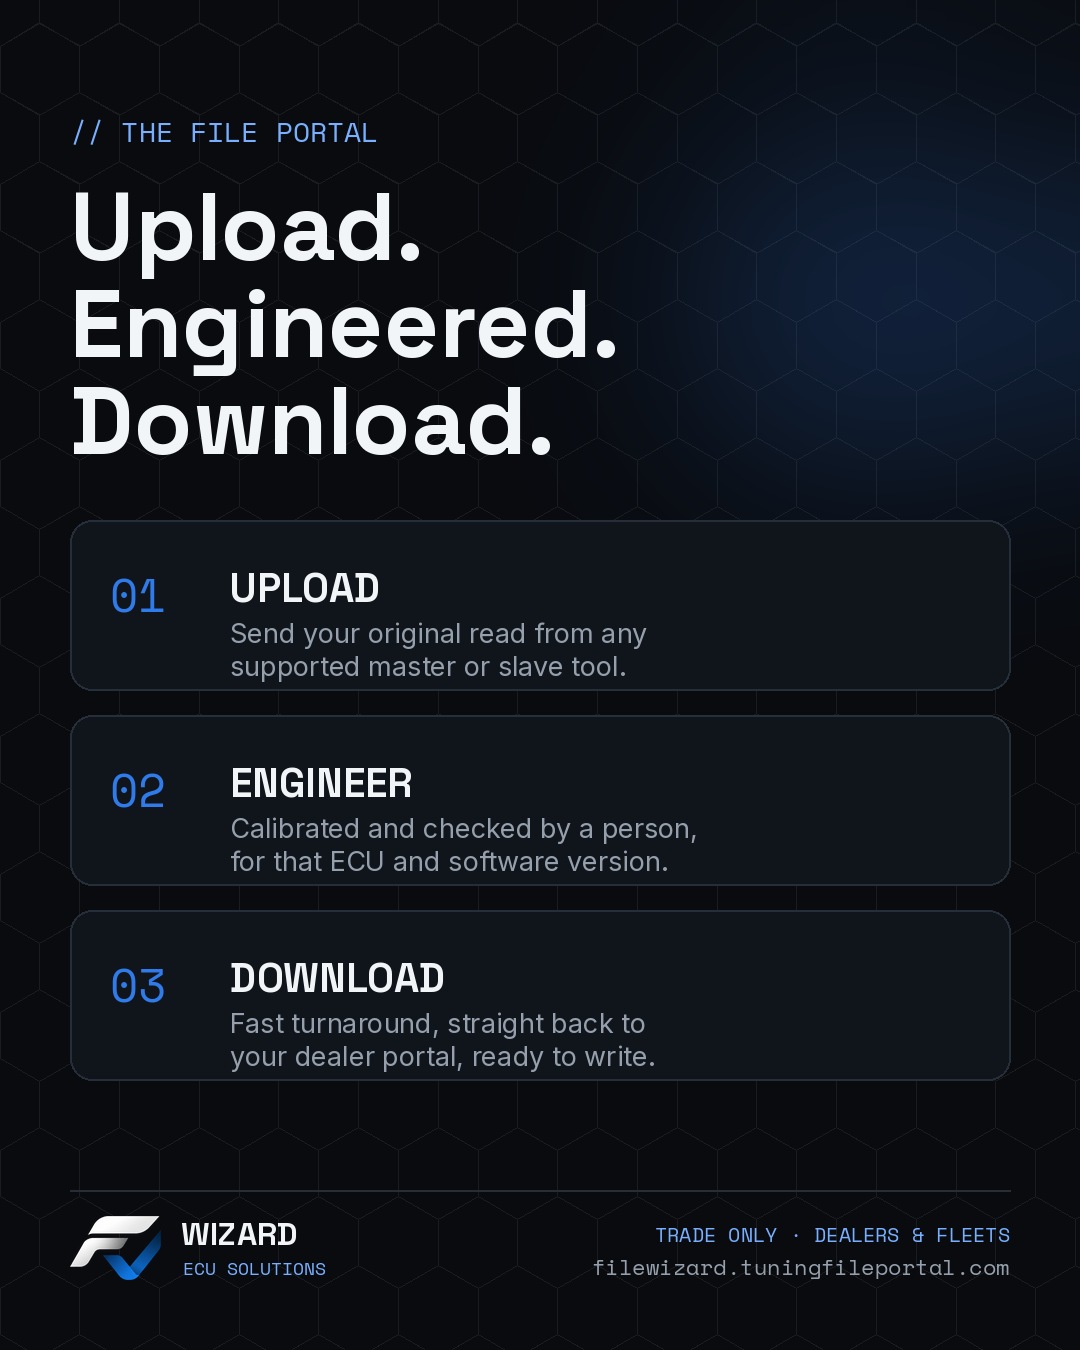 // THE FILE PORTAL
Upload.
Engineered.
Download.
01
UPLOAD
Send your original read from any
supported master or slave tool.
02
ENGINEER
Calibrated and checked by a person,
for that ECU and software version.
03
DOWNLOAD
Fast turnaround, straight back to
your dealer portal, ready to write.
WIZARD
ECU SOLUTIONS
TRADE ONLY · DEALERS & FLEETS
filewizard.tuningfileportal.com